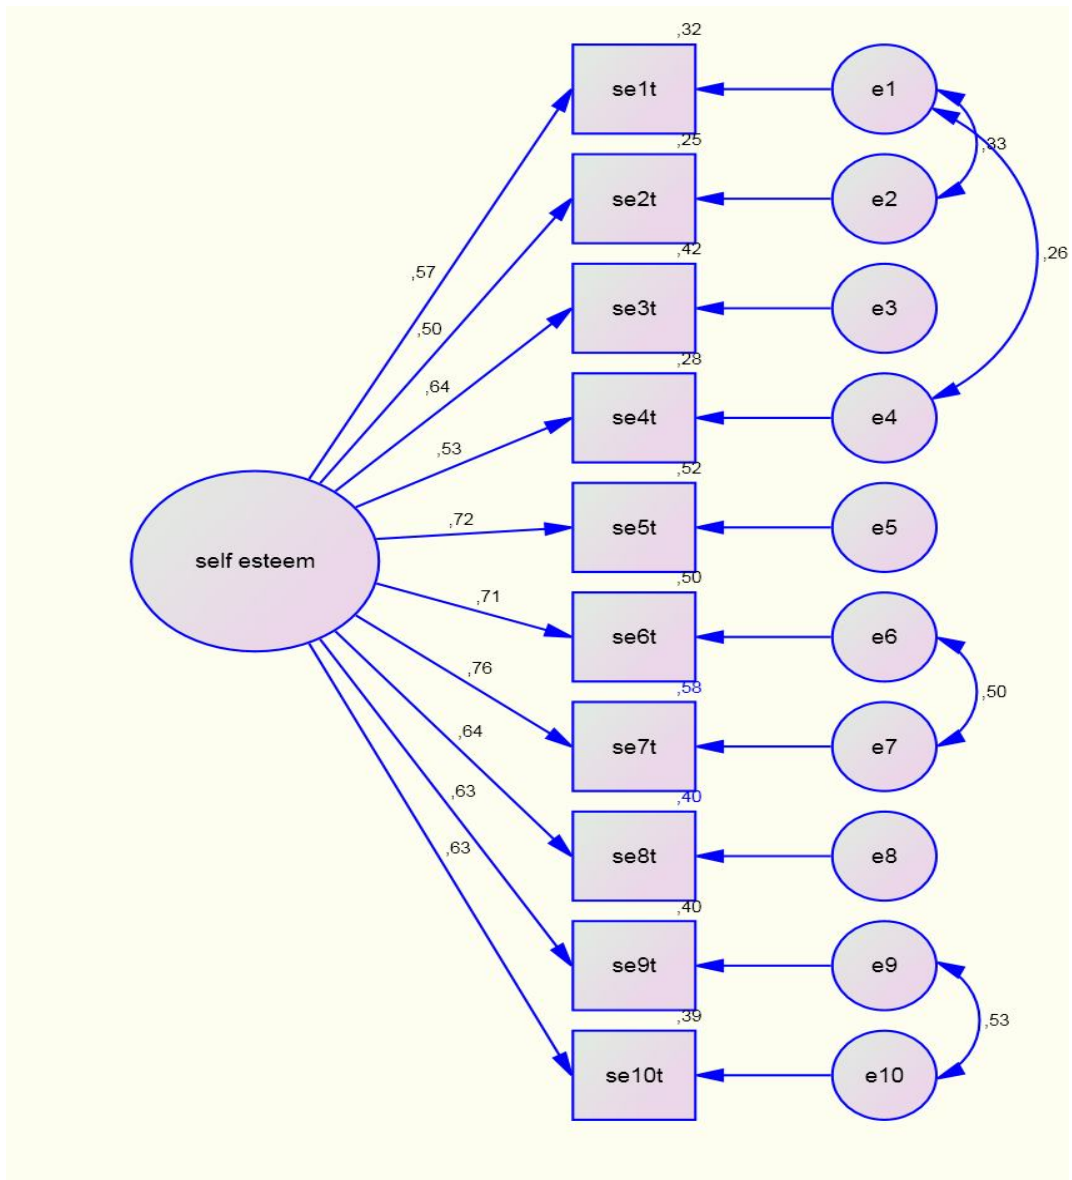 ,32
se1t
e1
,25
,33
se2t
e2
,42
,26
,57
se3t
e3
,50
,28
,64
se4t
e4
,53
,52
,72
se5t
e5
self esteem
,50
,71
se6t
e6
,76
,58
,50
,64
se7t
e7
,63
,40
,63
se8t
e8
,40
se9t
e9
,39
,53
se10t
e10